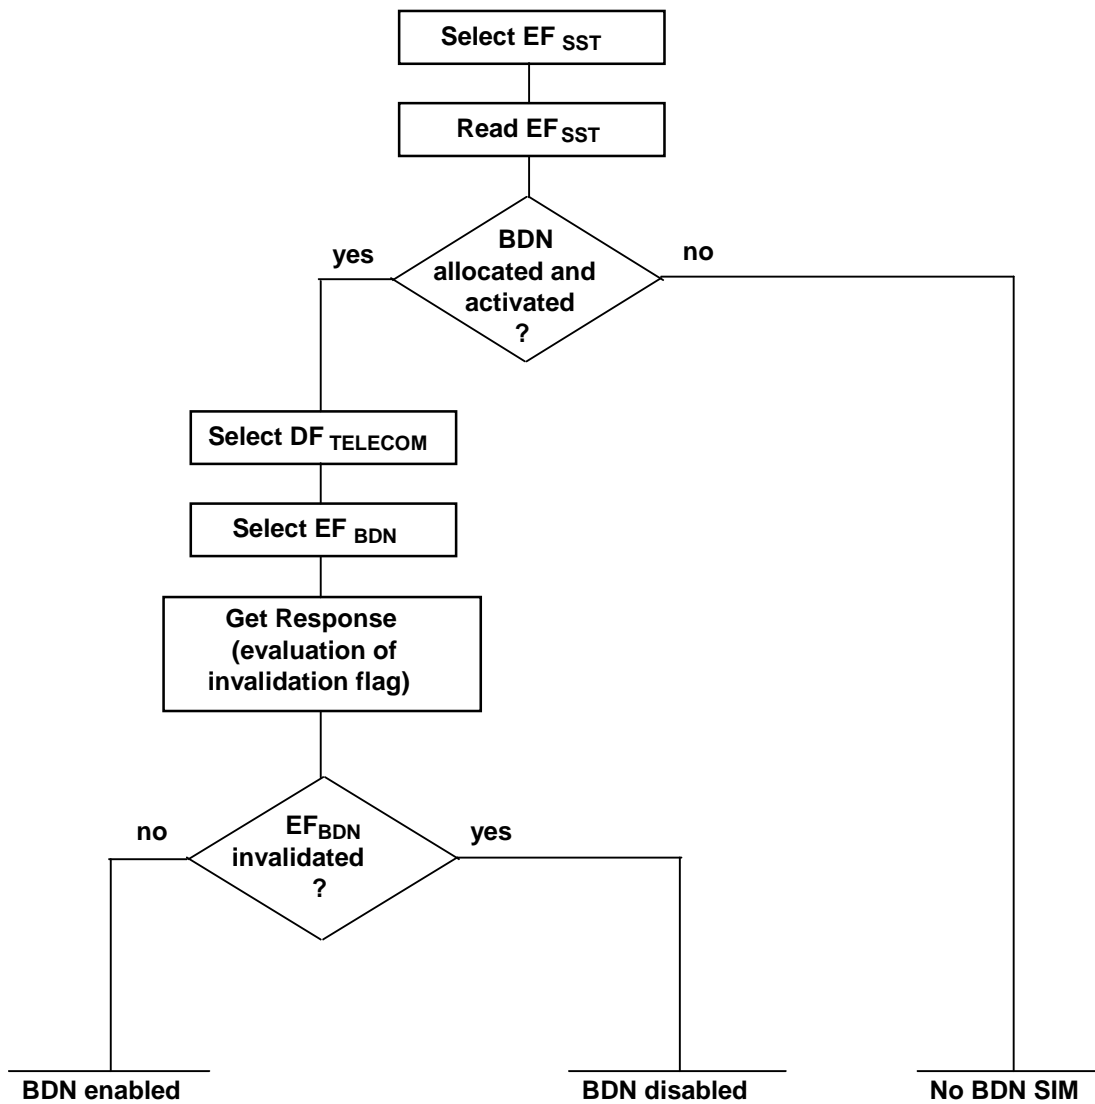 Select EF SST
Read EF SST
yes
BDN
allocated and
activated
?
no
Select DF TELECOM
Select EF BDN
Get Response
(evaluation of
invalidation flag)
no
EFBDN
invalidated
?
yes
BDN enabled
BDN disabled
No BDN SIM